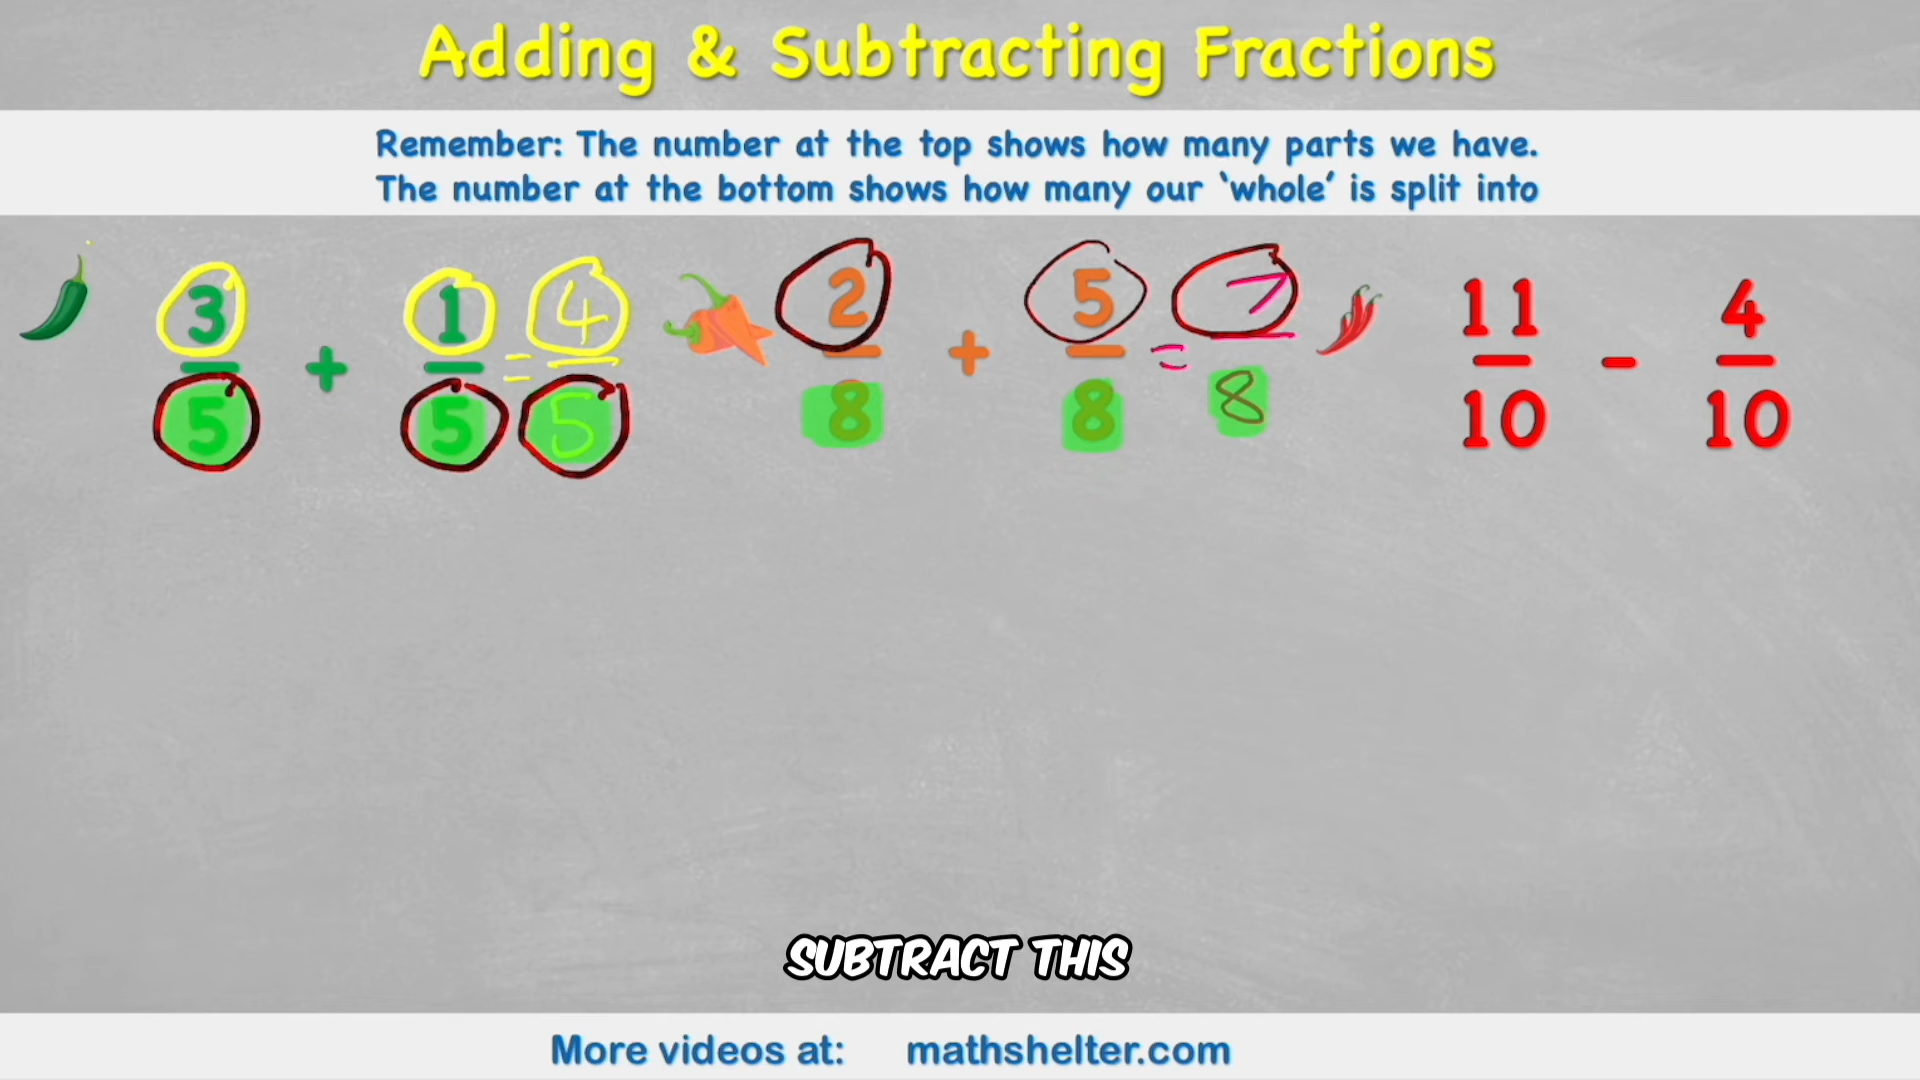 Adding & Subtracting Fractions
Remember: The number at the top shows how many parts we have.
The number at the bottom shows how many our ‘whole’ is split into
3/5 + 1/5 = 4/5
2/8 + 5/8 = 7/8
11/10 - 4/10
SUBTRACT THIS
More videos at: mathshelter.com